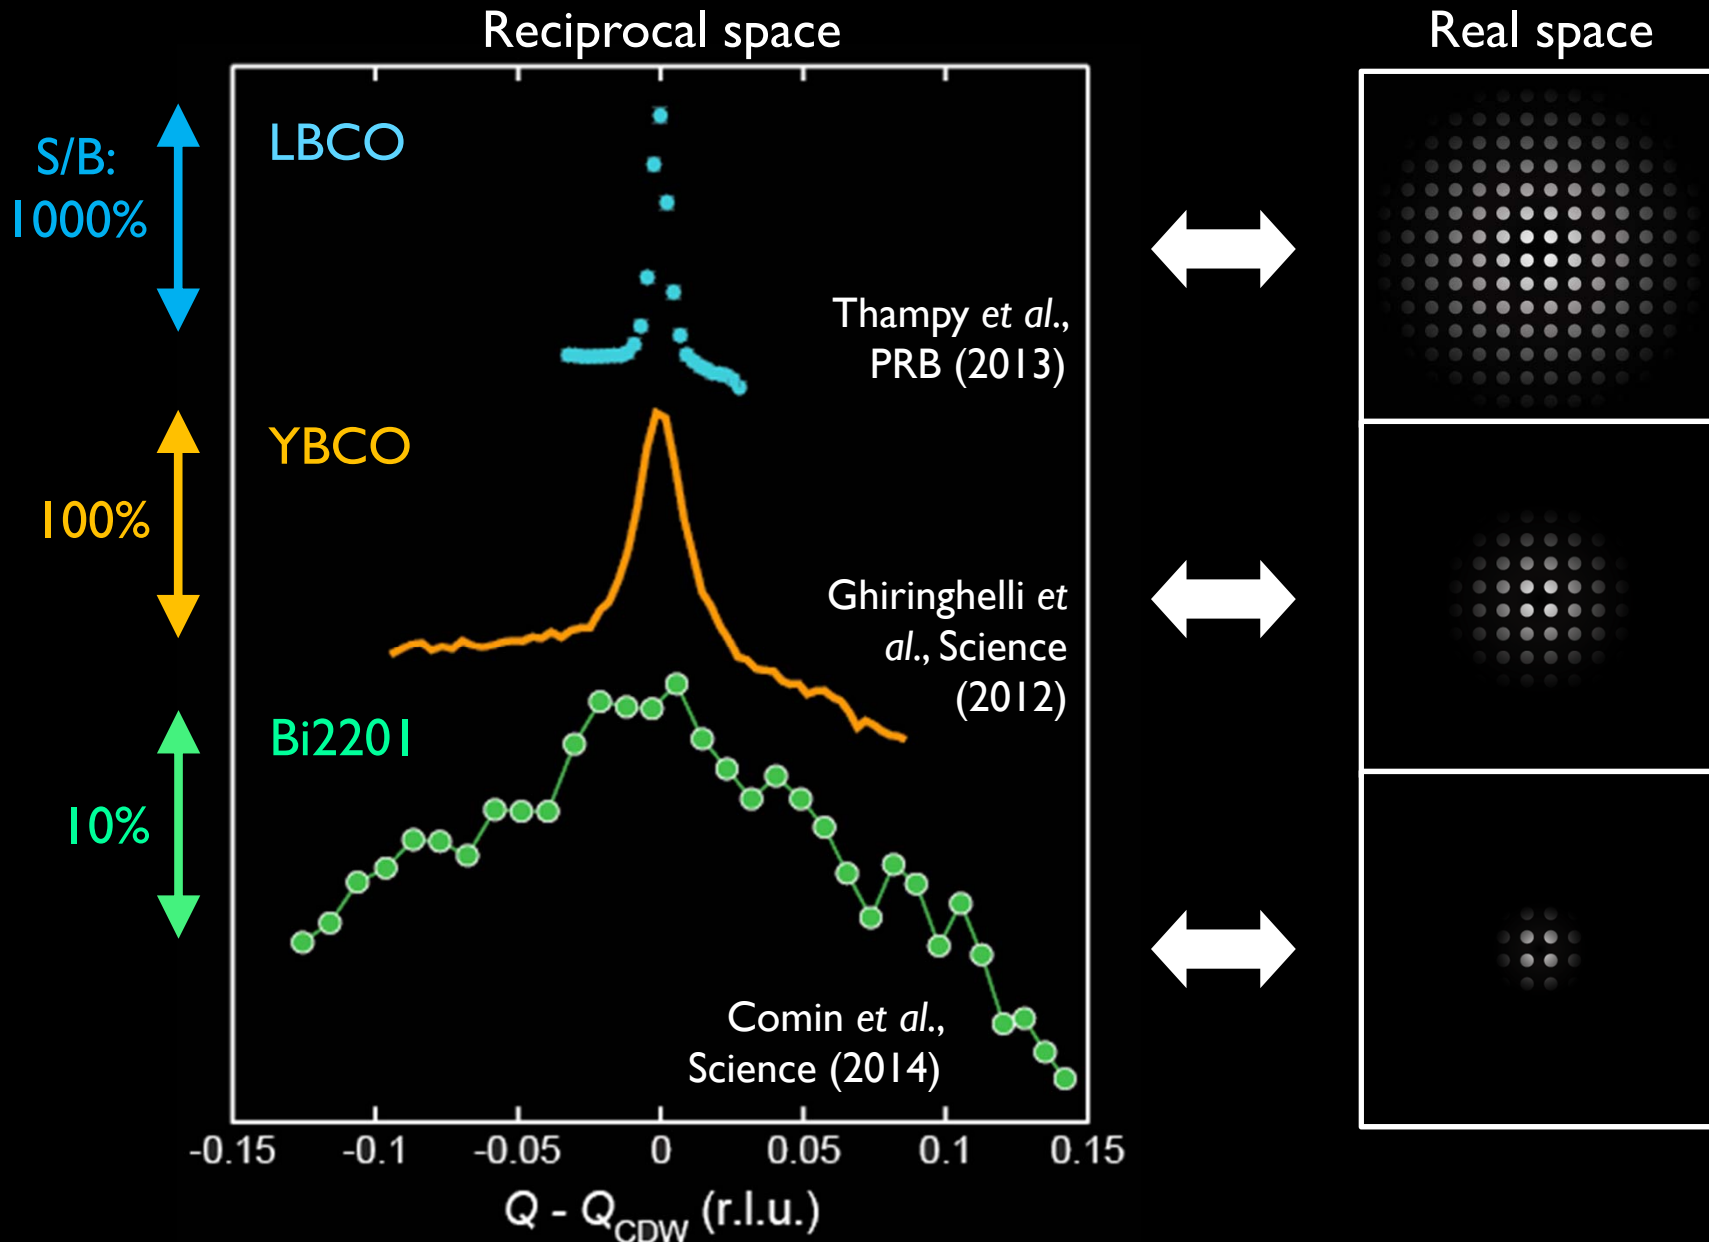 Reciprocal space
Real space
S/B:
1000%
LBCO
Thampy et al.,
PRB (2013)
100%
YBCO
Ghiringhelli et
al., Science
(2012)
10%
Bi2201
Comin et al.,
Science (2014)
-0.15 -0.1 -0.05 0 0.05 0.1 0.15
Q - QCDW (r.l.u.)